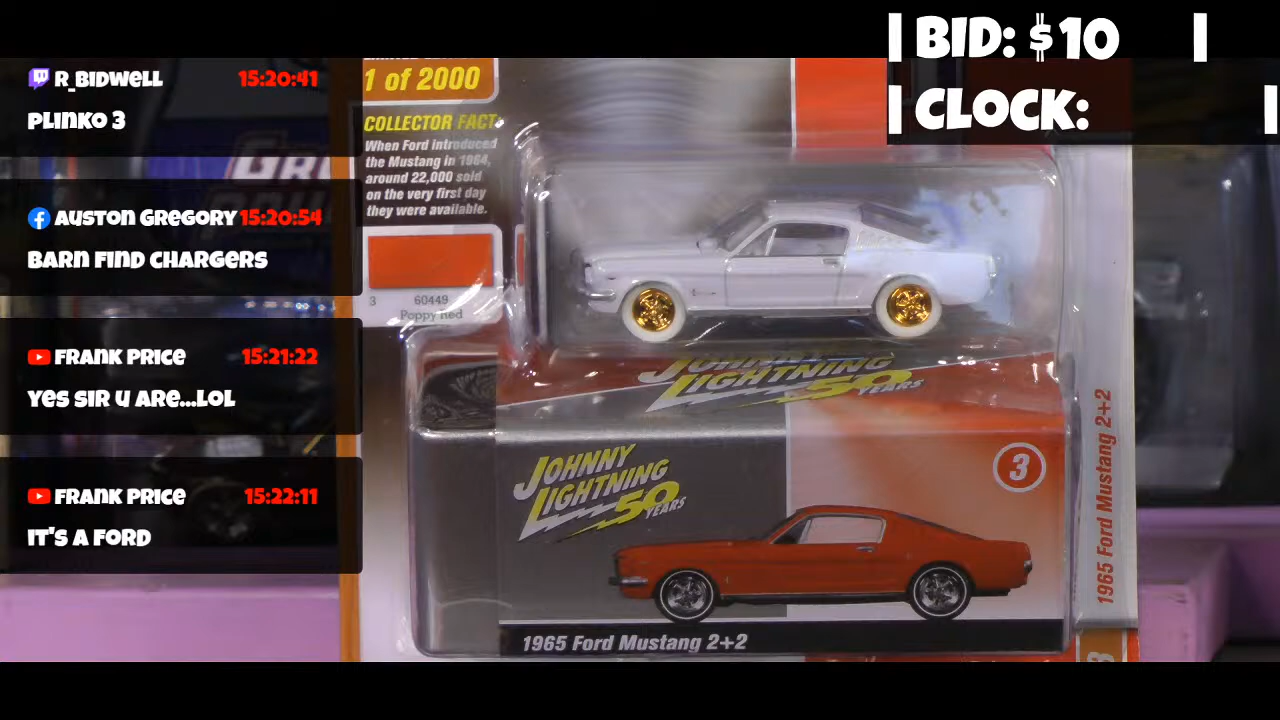 | BID: $10 |
| CLOCK: |
R_BIDWELL 15:20:41
PLINKO 3
AUSTON GREGORY 15:20:54
BARN FIND CHARGERS
FRANK PRICE 15:21:22
YES SIR U ARE...LOL
FRANK PRICE 15:22:11
IT'S A FORD
1 of 2000
COLLECTOR FACT:
When Ford introduced
the Mustang in 1964,
around 22,000 sold
on the very first day
they were available.
3 60449
Poppy Red
JOHNNY
LIGHTNING
50 YEARS
JOHNNY
LIGHTNING
50 YEARS
3
1965 Ford Mustang 2+2
1965 Ford Mustang 2+2
3